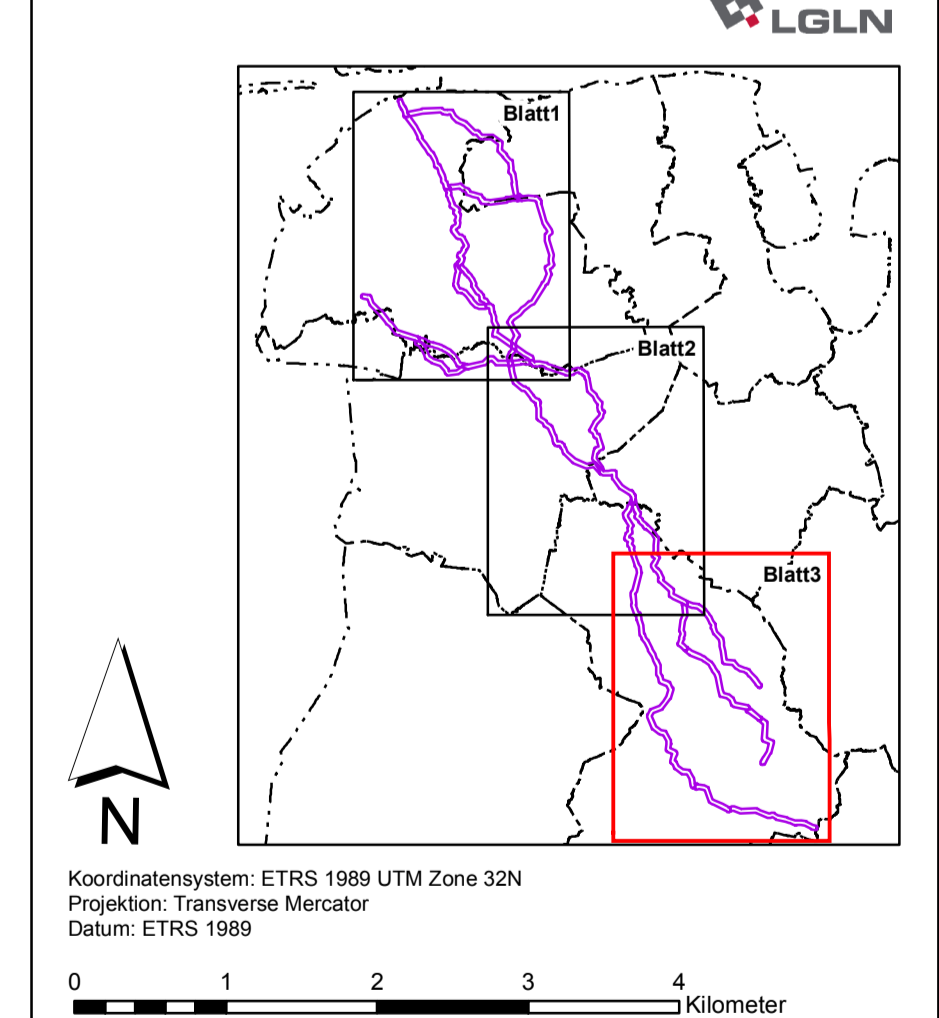 LGLN
Blatt1
Blatt2
Blatt3
N
Koordinatensystem: ETRS 1989 UTM Zone 32N
Projektion: Transverse Mercator
Datum: ETRS 1989
0 1 2 3 4
Kilometer